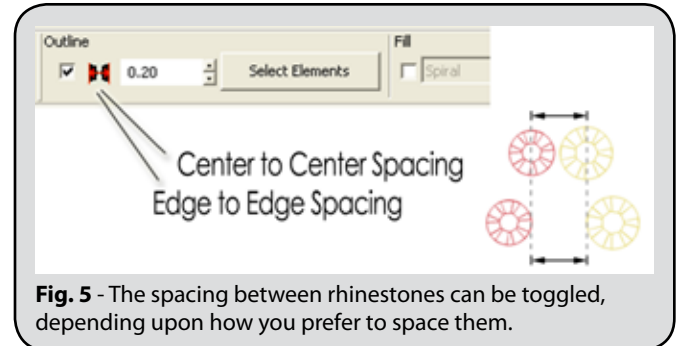 Outline Fill
0.20 Select Elements Spiral
Center to Center Spacing
Edge to Edge Spacing
Fig. 5 - The spacing between rhinestones can be toggled,
depending upon how you prefer to space them.